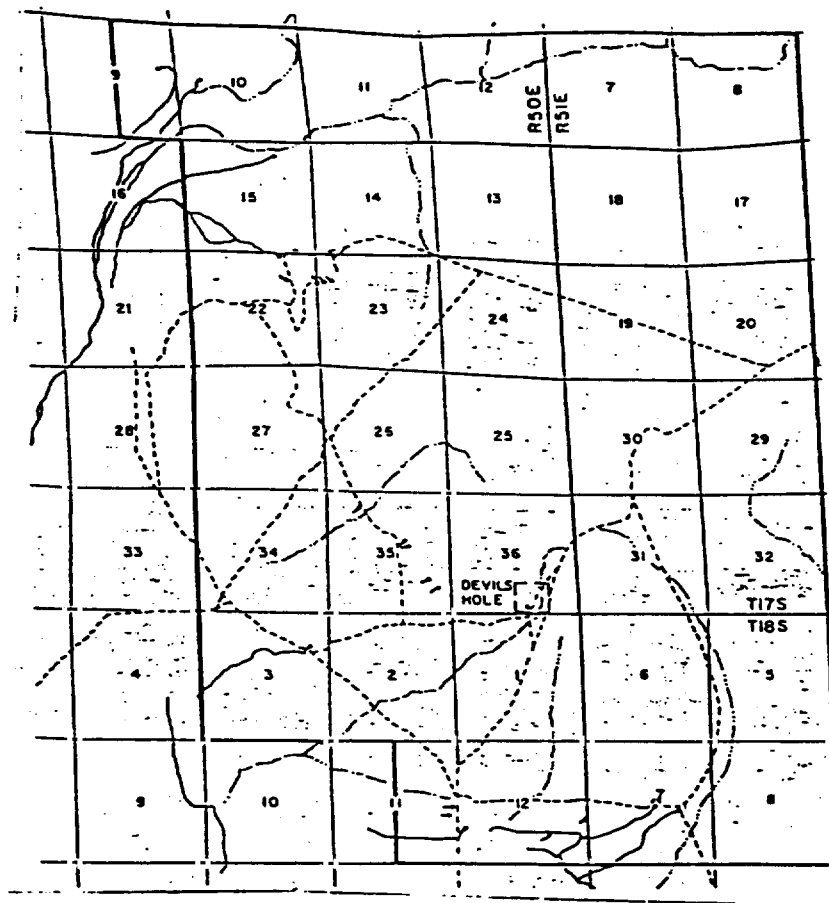 9 10 11 12 7 8
R50E
R51E
16 15 14 13 18 17
21 22 23 24 19 20
28 27 26 25 30 29
33 34 35 36 31 32
DEVILS
HOLE
T17S
T18S
4 3 2 1 6 5
9 10 11 12 7 8